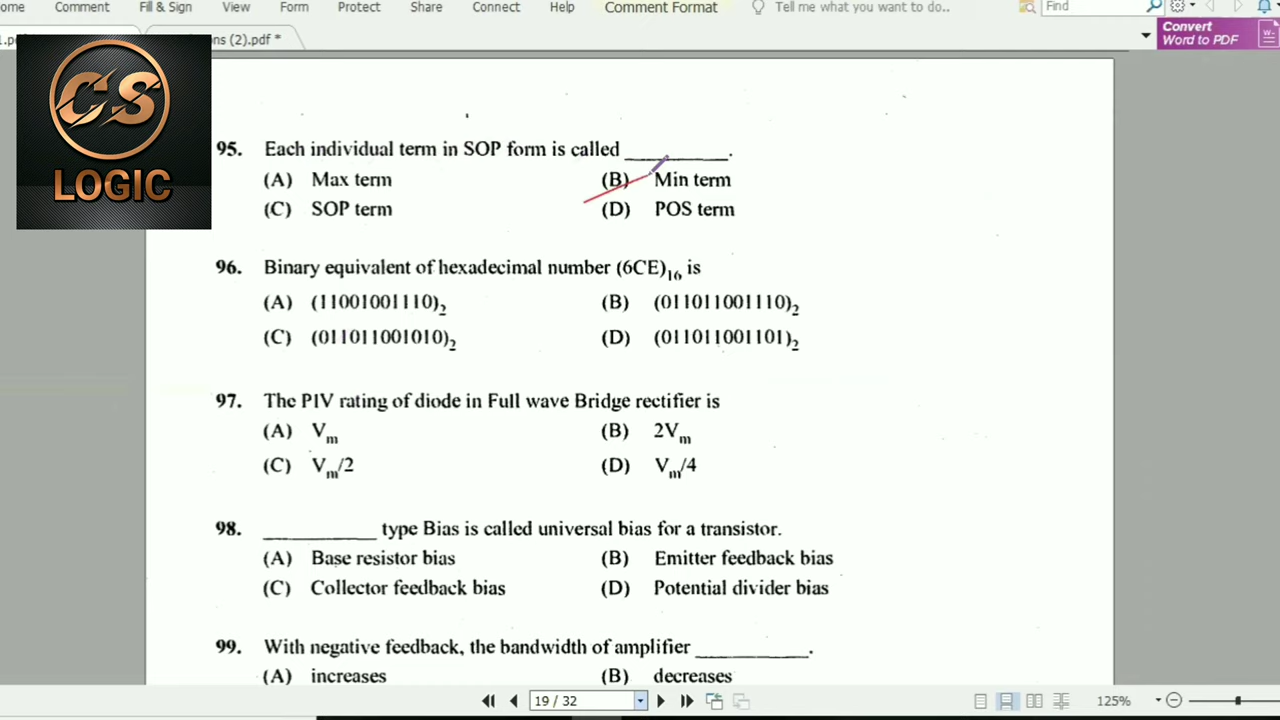 ome Comment Fill & Sign View Form Protect Share Connect Help Comment Format Tell me what you want to do.. Find
Convert
Word to PDF
ns (2).pdf *
CS
LOGIC
95. Each individual term in SOP form is called ________.
(A) Max term (B) Min term
(C) SOP term (D) POS term
96. Binary equivalent of hexadecimal number (6CE)16 is
(A) (11001001110)2 (B) (011011001110)2
(C) (011011001010)2 (D) (011011001101)2
97. The PIV rating of diode in Full wave Bridge rectifier is
(A) Vm (B) 2Vm
(C) Vm/2 (D) Vm/4
98. ________ type Bias is called universal bias for a transistor.
(A) Base resistor bias (B) Emitter feedback bias
(C) Collector feedback bias (D) Potential divider bias
99. With negative feedback, the bandwidth of amplifier ________.
(A) increases (B) decreases
19 / 32 125%